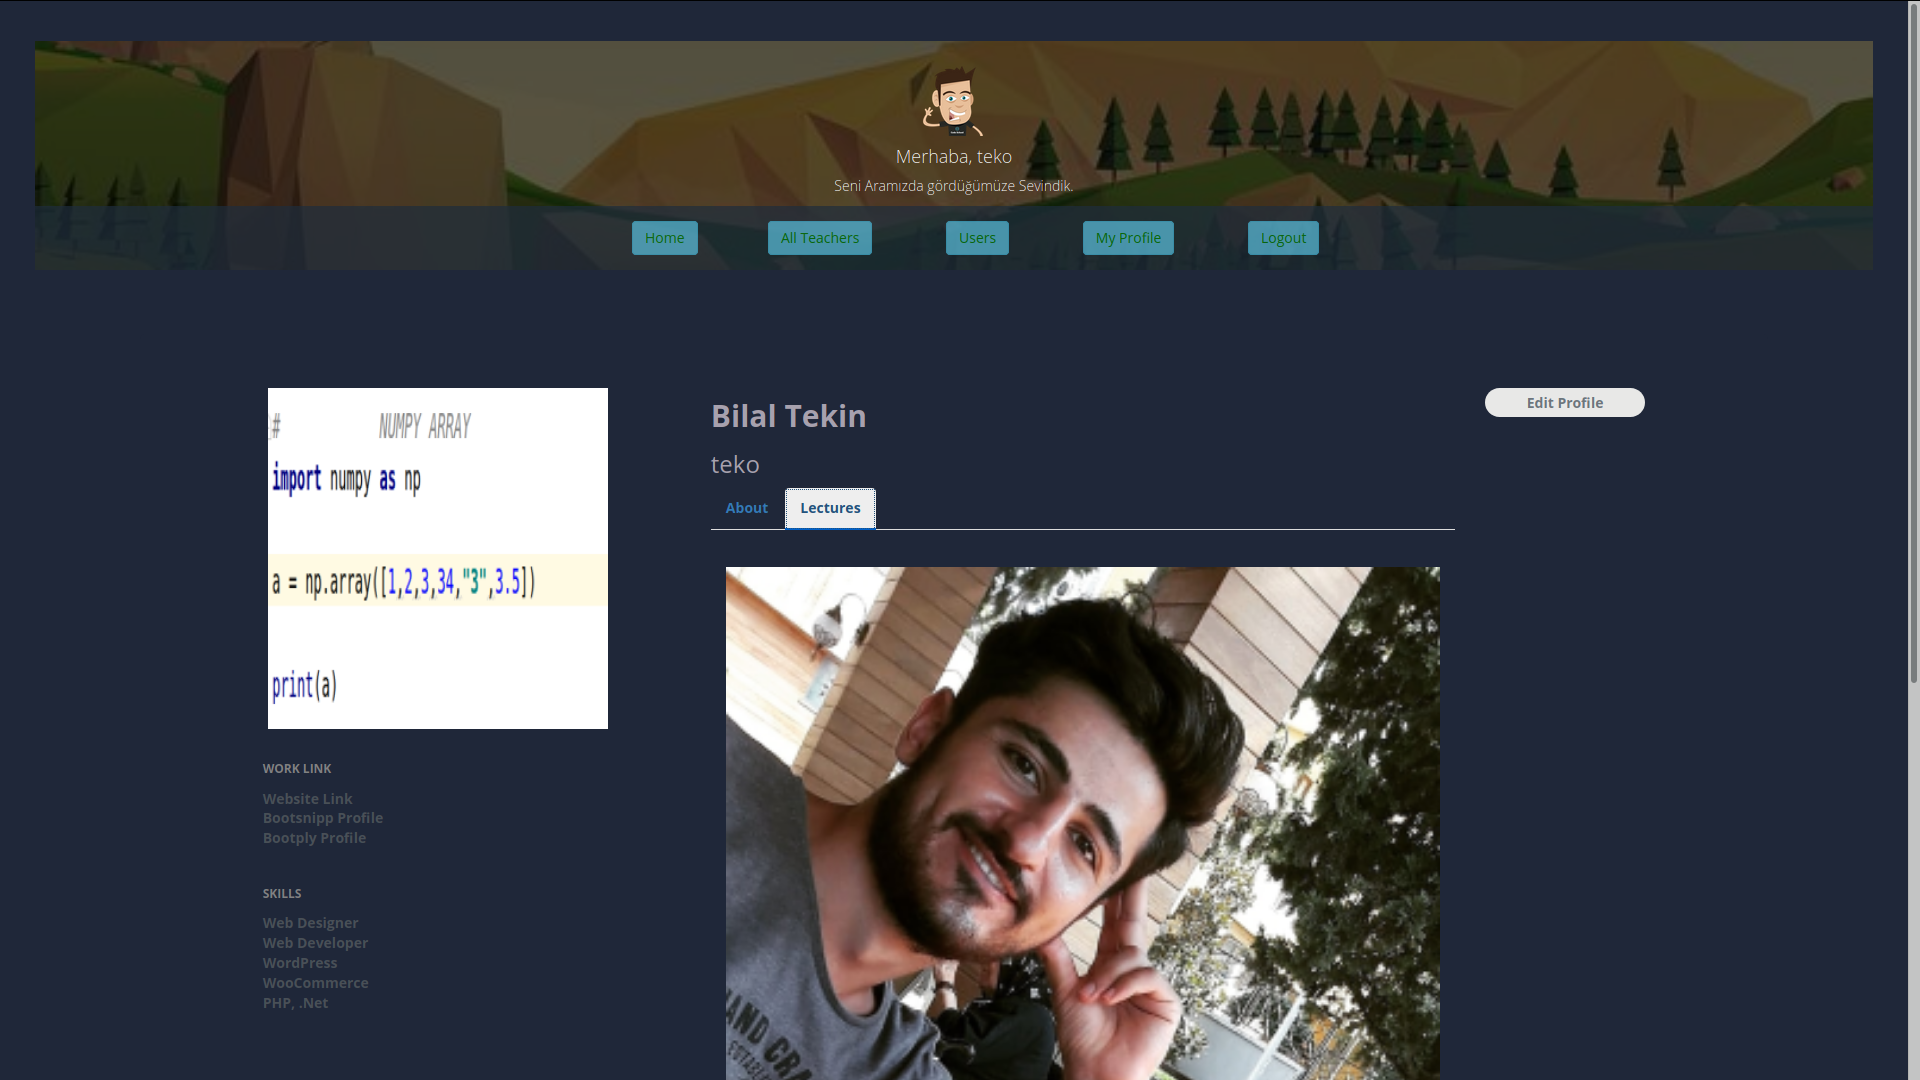 Merhaba, teko
Seni Aramızda gördüğümüze Sevindik.
Home
All Teachers
Users
My Profile
Logout
# NUMPY ARRAY
import numpy as np
a = np.array([1,2,3,34,"3",3.5])
print(a)
WORK LINK
Website Link
Bootsnipp Profile
Bootply Profile
SKILLS
Web Designer
Web Developer
WordPress
WooCommerce
PHP, .Net
Bilal Tekin
teko
About
Lectures
Edit Profile